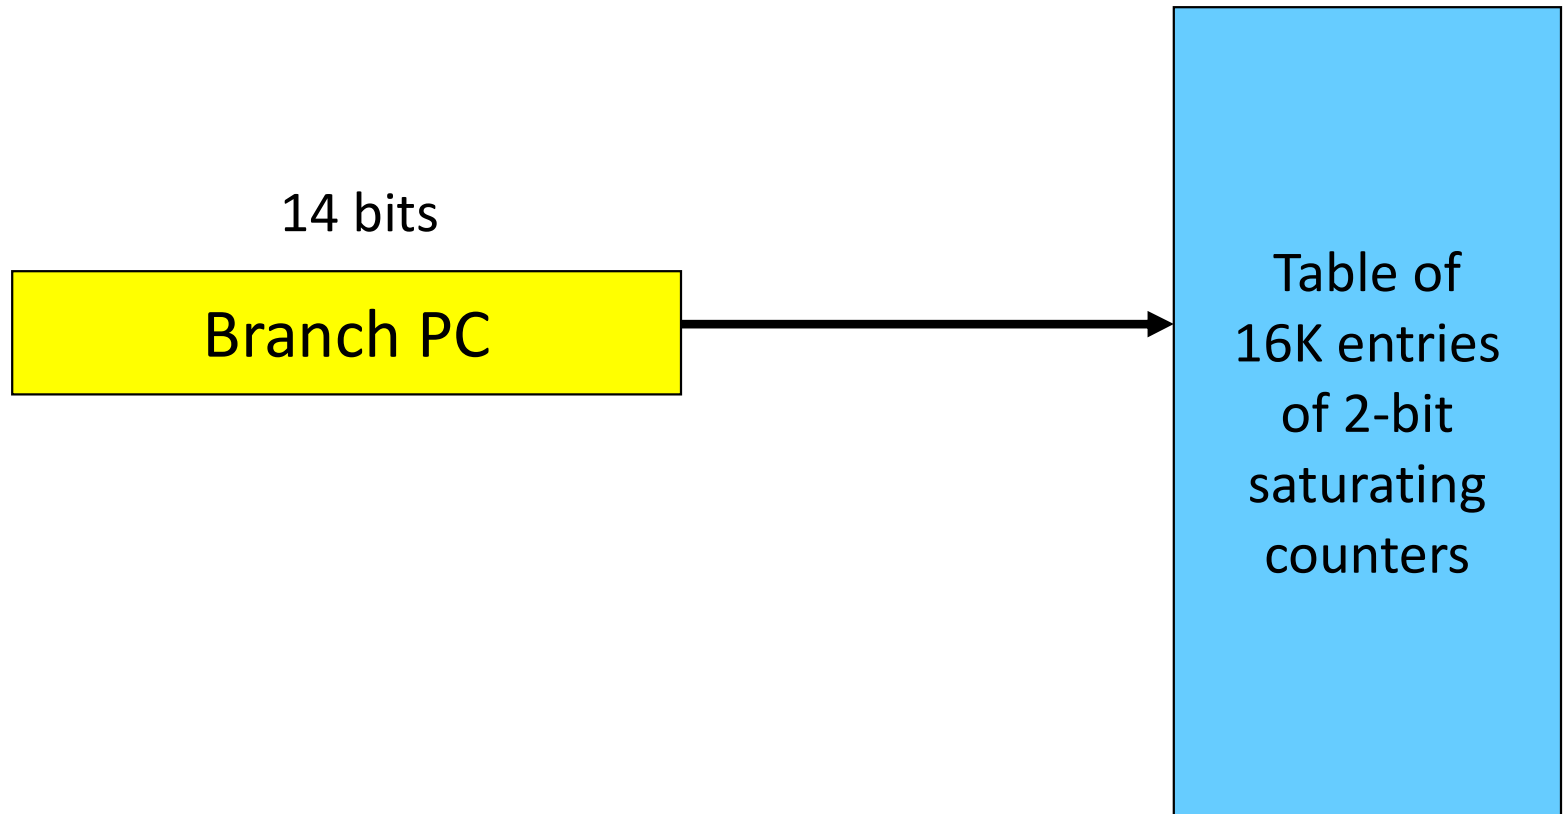 14 bits
Branch PC
Table of
16K entries
of 2-bit
saturating
counters